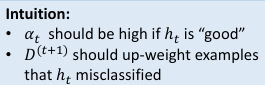 Intuition:
• αₜ should be high if hₜ is “good”
• D⁽ᵗ⁺¹⁾ should up-weight examples
that hₜ misclassified